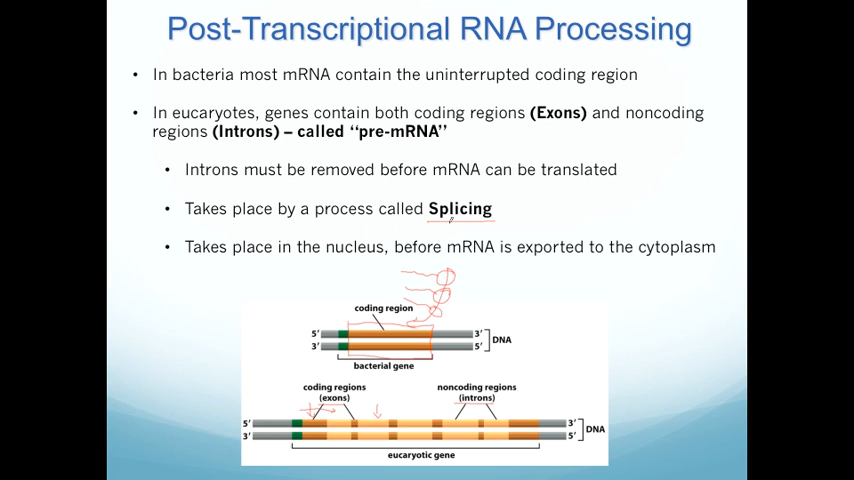 Post-Transcriptional RNA Processing
• In bacteria most mRNA contain the uninterrupted coding region
• In eucaryotes, genes contain both coding regions (Exons) and noncoding
regions (Introns) – called “pre-mRNA”
• Introns must be removed before mRNA can be translated
• Takes place by a process called Splicing
• Takes place in the nucleus, before mRNA is exported to the cytoplasm
coding region
5′ 3′
3′ 5′
DNA
bacterial gene
coding regions
(exons)
noncoding regions
(introns)
5′ 3′
3′ 5′
DNA
eucaryotic gene